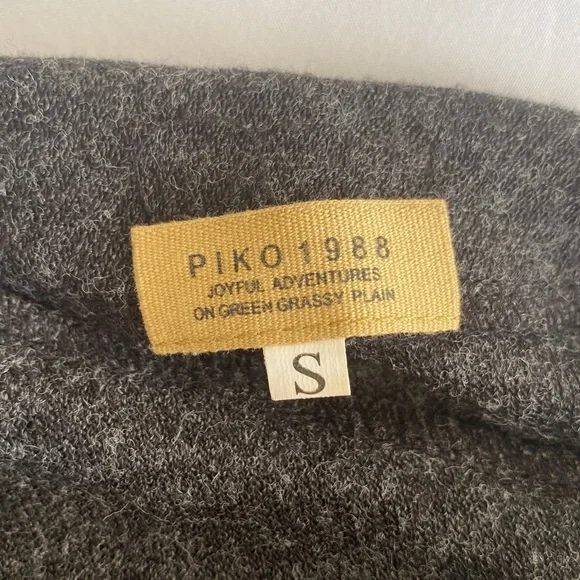 PIKO 1988
JOYFUL ADVENTURES
ON GREEN GRASSY PLAIN
S